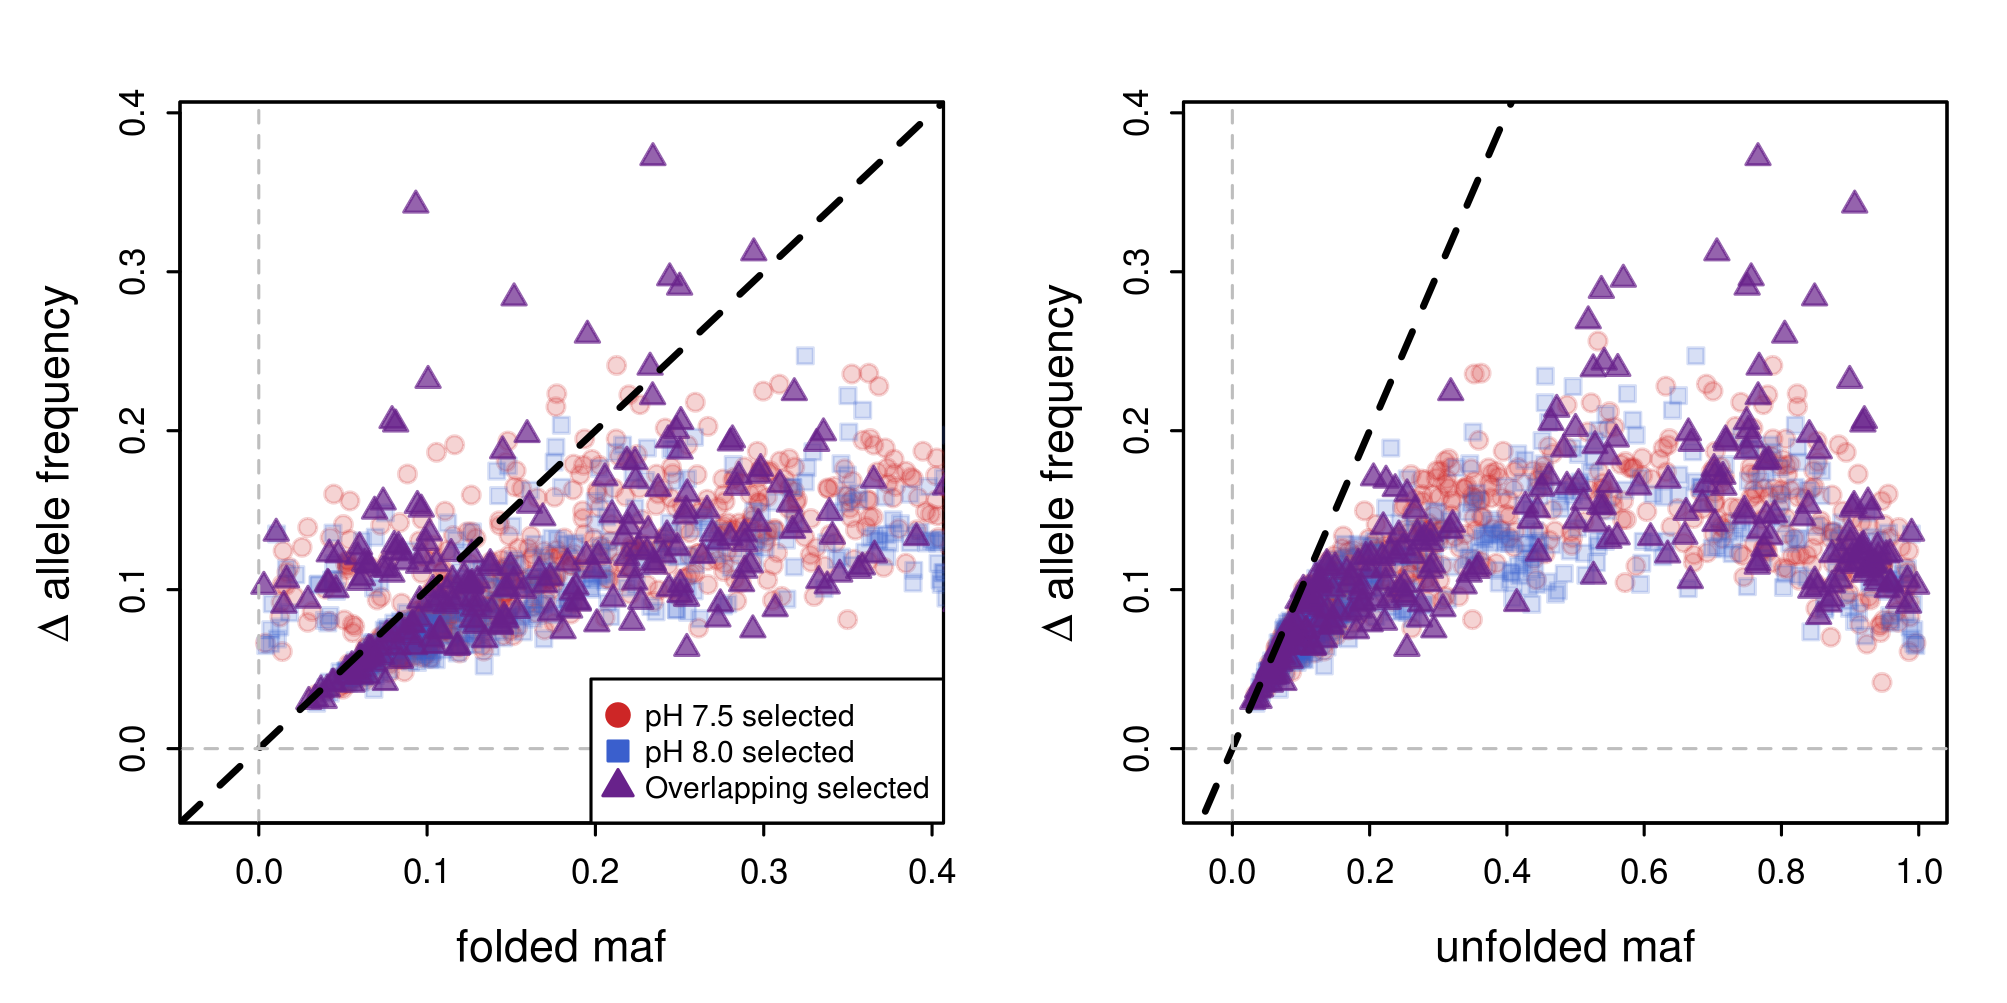 0.0 0.1 0.2 0.3 0.4
Δ allele frequency
pH 7.5 selected
pH 8.0 selected
Overlapping selected
0.0 0.1 0.2 0.3 0.4
folded maf
0.0 0.1 0.2 0.3 0.4
Δ allele frequency
0.0 0.2 0.4 0.6 0.8 1.0
unfolded maf